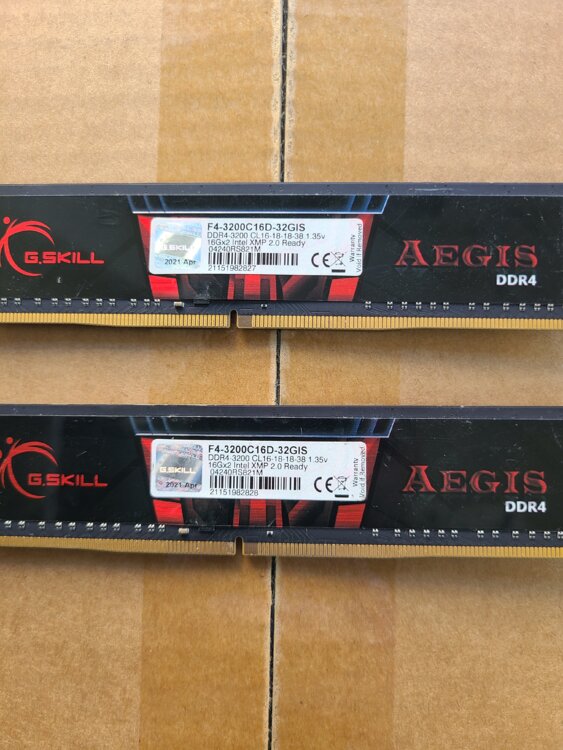 G.SKILL
G.SKILL
2021 Apr
F4-3200C16D-32GIS
DDR4-3200 CL16-18-18-38 1.35v
16Gx2 Intel XMP 2.0 Ready
04240RS821M
21151982827
CE
Warranty
Void if Removed
AEGIS
DDR4
G.SKILL
G.SKILL
2021 Apr
F4-3200C16D-32GIS
DDR4-3200 CL16-18-18-38 1.35v
16Gx2 Intel XMP 2.0 Ready
04240RS821M
21151982828
CE
Warranty
Void if Removed
AEGIS
DDR4